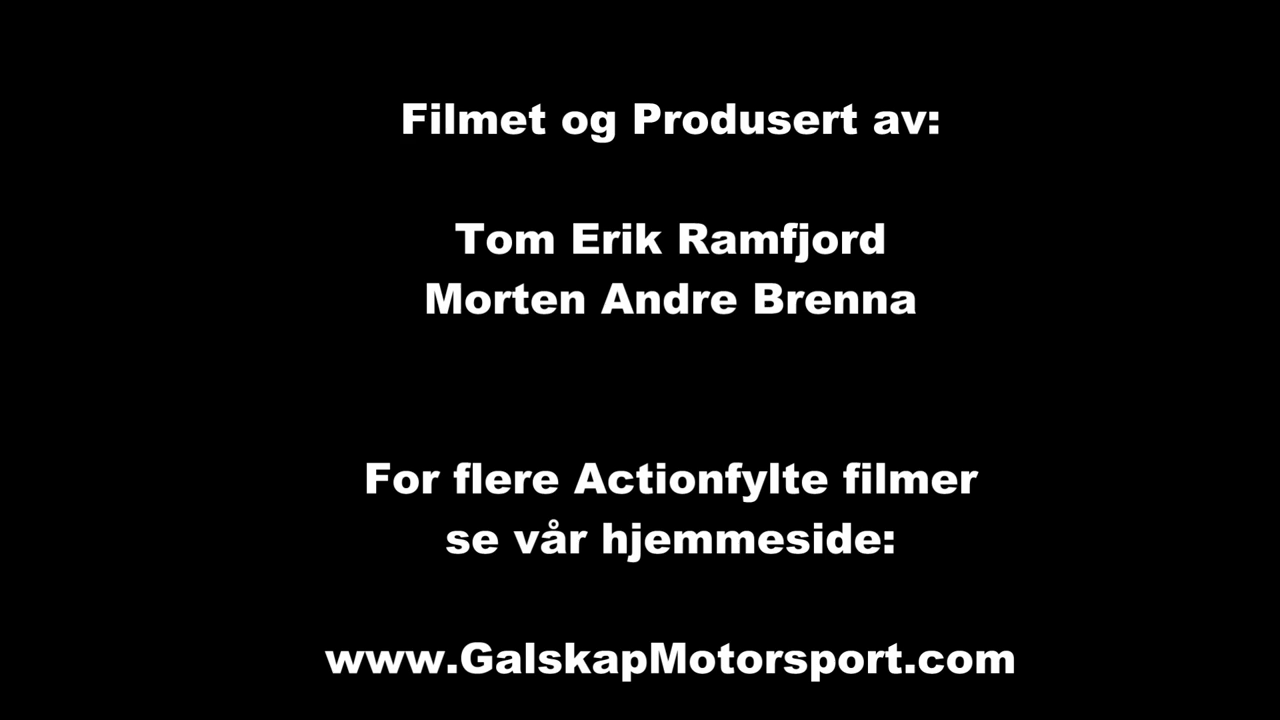 Filmet og Produsert av:
Tom Erik Ramfjord
Morten Andre Brenna
For flere Actionfylte filmer
se vår hjemmeside:
www.GalskapMotorsport.com